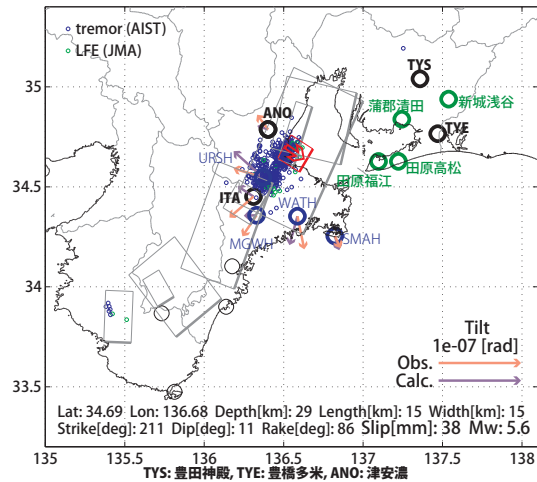 tremor (AIST)
LFE (JMA)
35
34.5
34
33.5
TYS
新城浅谷
蒲郡清田
TYE
ANO
URSH
田原福江
田原高松
ITA
WATH
MGWH
SMAH
Tilt
1e-07 [rad]
Obs.
Calc.
Lat: 34.69 Lon: 136.68 Depth[km]: 29 Length[km]: 15 Width[km]: 15
Strike[deg]: 211 Dip[deg]: 11 Rake[deg]: 86 Slip[mm]: 38 Mw: 5.6
135 135.5 136 136.5 137 137.5 138
TYS: 豊田神殿, TYE: 豊橋多米, ANO: 津安濃